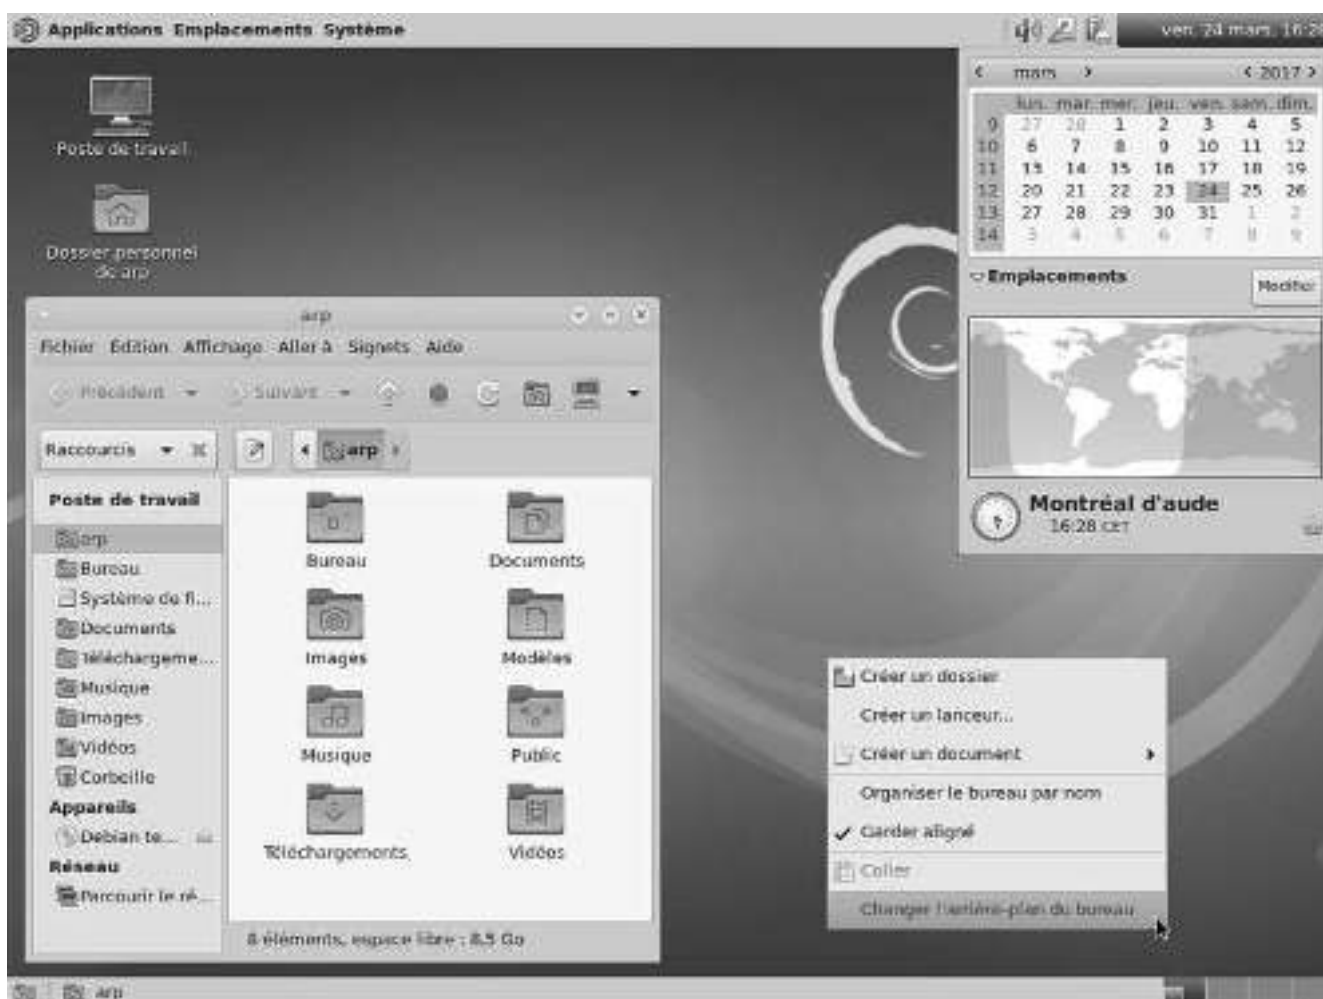 Applications Emplacements Système
ven. 24 mars, 16:28
Poste de travail
Dossier personnel
de arp
mars
2017
lun. mar. mer. jeu. ven. sam. dim.
9 27 28 1 2 3 4 5
10 6 7 8 9 10 11 12
11 13 14 15 16 17 18 19
12 20 21 22 23 24 25 26
13 27 28 29 30 31 1 2
14 3 4 5 6 7 8 9
Emplacements
Modifier
Montréal d'aude
16:28 CET
arp
Fichier Édition Affichage Aller à Signets Aide
Précédent Suivant
Raccourcis
arp
Poste de travail
arp
Bureau
Système de fi...
Documents
Téléchargeme...
Musique
Images
Vidéos
Corbeille
Appareils
Debian te...
Réseau
Parcourir le ré...
Bureau
Documents
Images
Modèles
Musique
Public
Téléchargements
Vidéos
8 éléments, espace libre : 8,5 Go
Créer un dossier
Créer un lanceur...
Créer un document
Organiser le bureau par nom
Garder aligné
Coller
Changer l'arrière-plan du bureau
arp